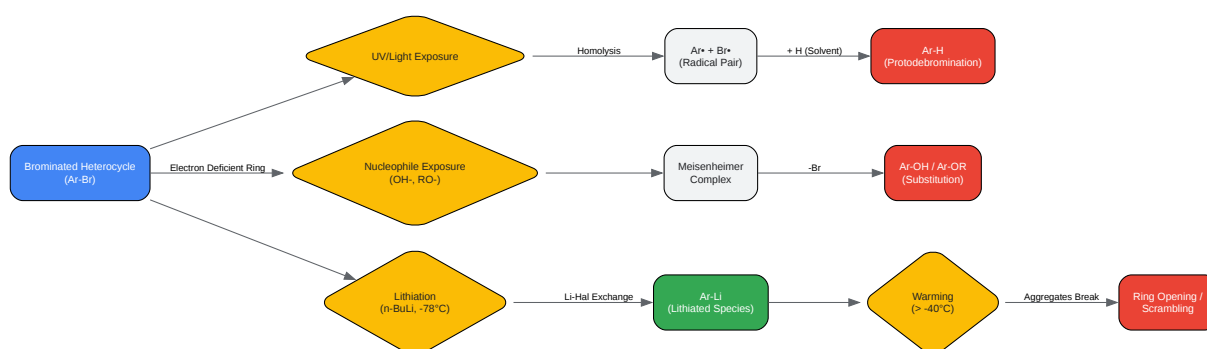 UV/Light Exposure
Homolysis
Ar• + Br•
(Radical Pair)
+ H (Solvent)
Ar-H
(Protodebromination)
Brominated Heterocycle
(Ar-Br)
Electron Deficient Ring
Nucleophile Exposure
(OH-, RO-)
Meisenheimer
Complex
-Br
Ar-OH / Ar-OR
(Substitution)
Lithiation
(n-BuLi, -78°C)
Li-Hal Exchange
Ar-Li
(Lithiated Species)
Warming
(> -40°C)
Aggregates Break
Ring Opening /
Scrambling